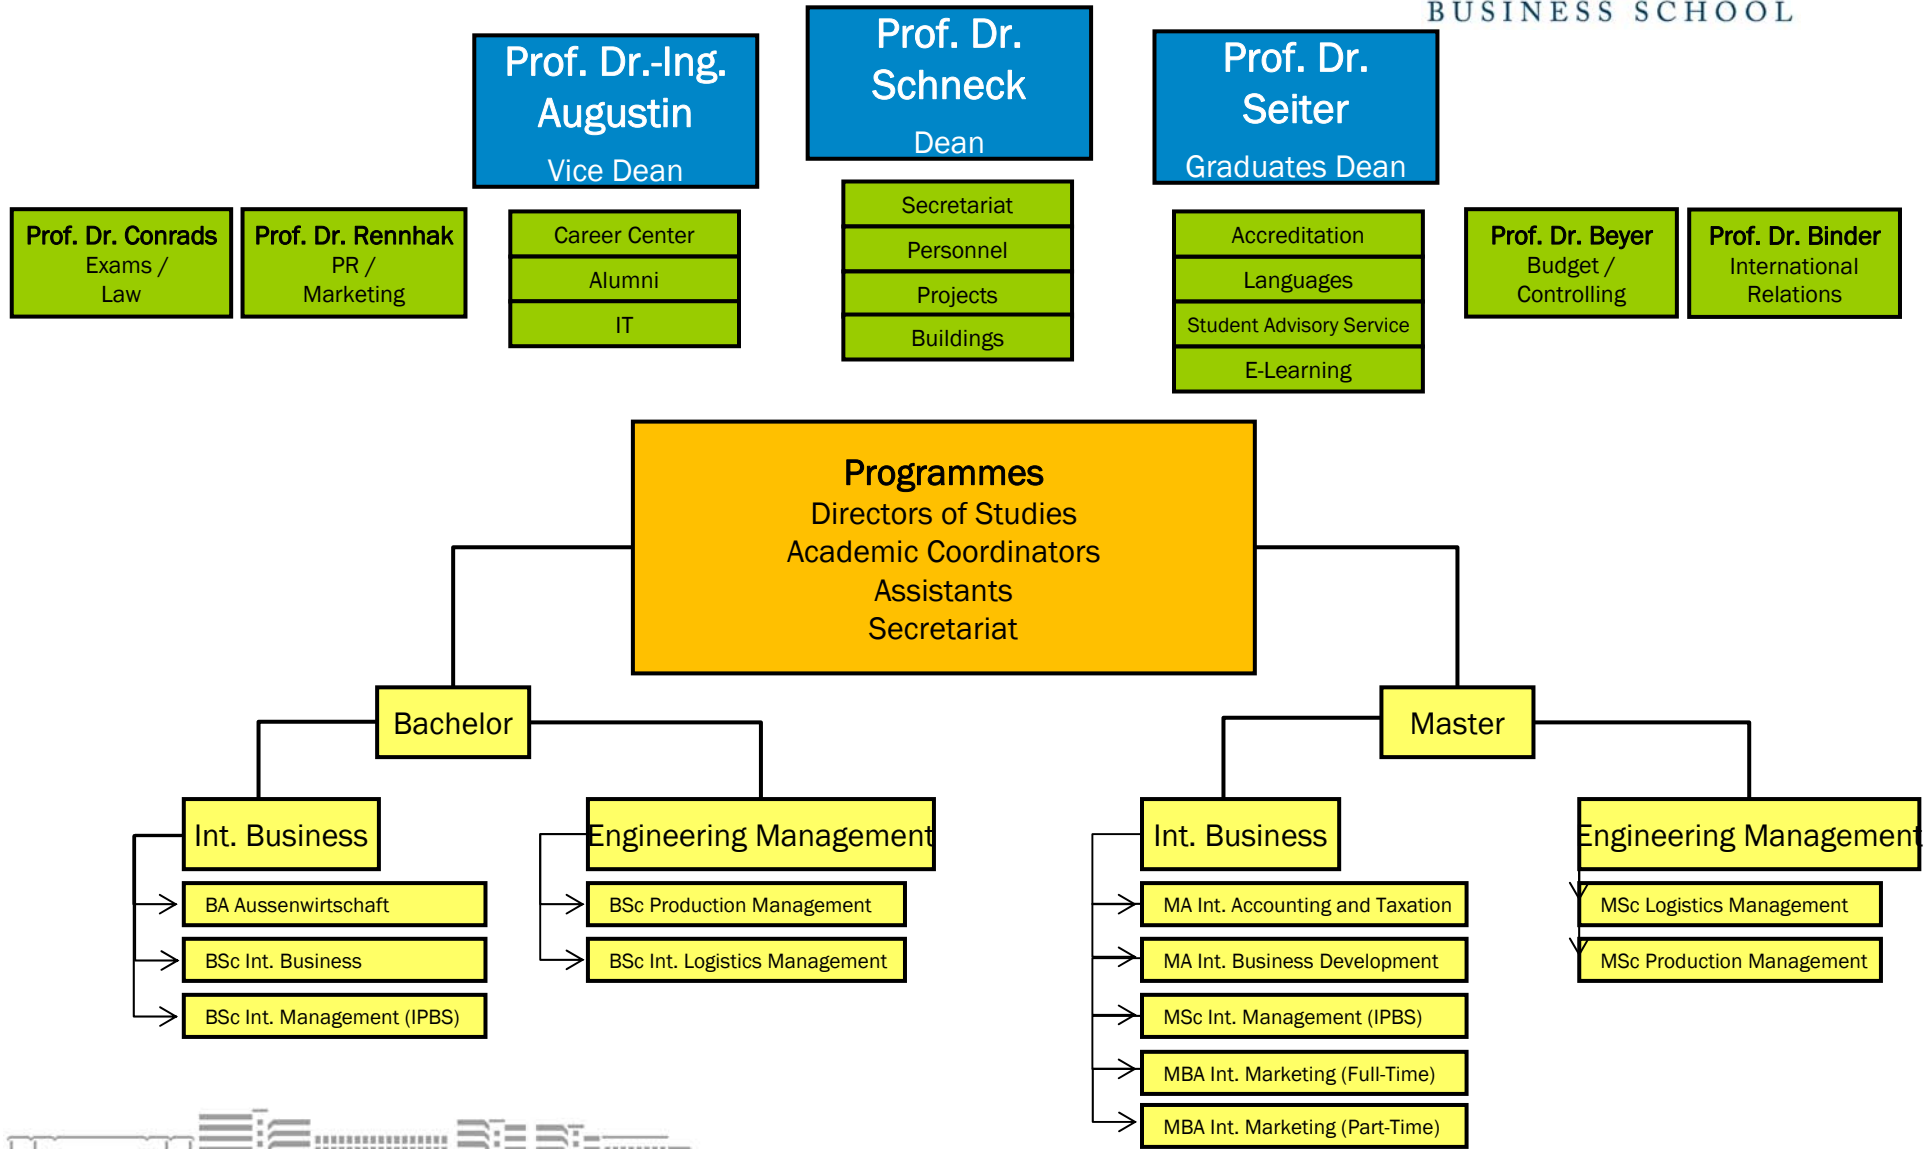 BUSINESS SCHOOL
Prof. Dr.-Ing.
Augustin
Vice Dean
Prof. Dr.
Schneck
Dean
Prof. Dr.
Seiter
Graduates Dean
Prof. Dr. Conrads
Exams /
Law
Prof. Dr. Rennhak
PR /
Marketing
Career Center
Alumni
IT
Secretariat
Personnel
Projects
Buildings
Accreditation
Languages
Student Advisory Service
E-Learning
Prof. Dr. Beyer
Budget /
Controlling
Prof. Dr. Binder
International
Relations
Programmes
Directors of Studies
Academic Coordinators
Assistants
Secretariat
Bachelor
Master
Int. Business
BA Aussenwirtschaft
BSc Int. Business
BSc Int. Management (IPBS)
Engineering Management
BSc Production Management
BSc Int. Logistics Management
Int. Business
MA Int. Accounting and Taxation
MA Int. Business Development
MSc Int. Management (IPBS)
MBA Int. Marketing (Full-Time)
MBA Int. Marketing (Part-Time)
Engineering Management
MSc Logistics Management
MSc Production Management